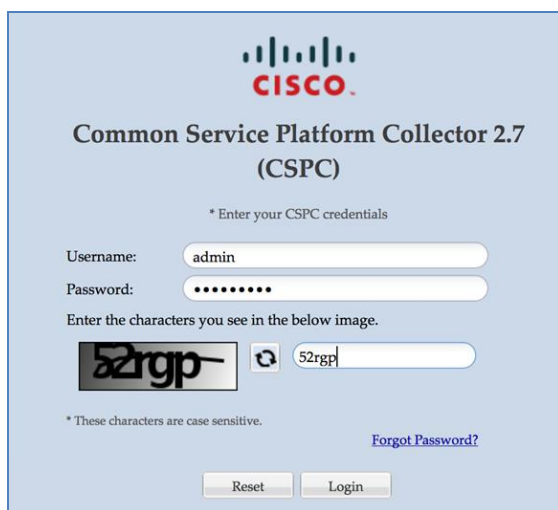 CISCO.
Common Service Platform Collector 2.7
(CSPC)
* Enter your CSPC credentials
Username: admin
Password: •••••••••
Enter the characters you see in the below image.
52rgp 52rgp
* These characters are case sensitive.
Forgot Password?
Reset Login